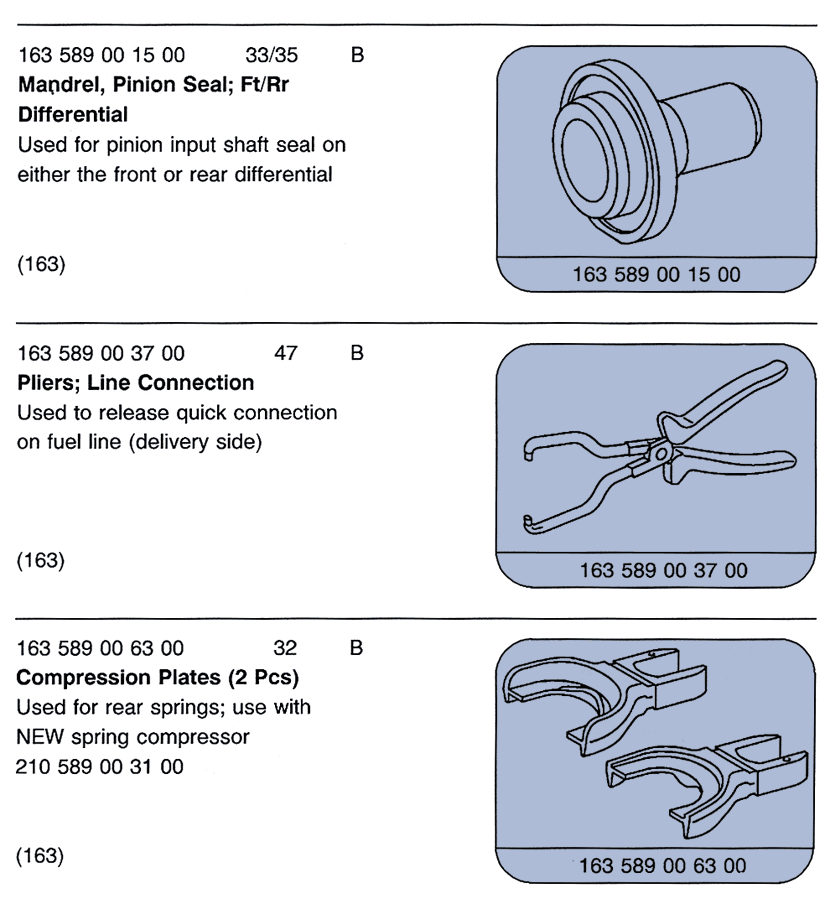 163 589 00 15 00 33/35 B
Mandrel, Pinion Seal; Ft/Rr
Differential
Used for pinion input shaft seal on
either the front or rear differential
(163)
163 589 00 15 00
163 589 00 37 00 47 B
Pliers; Line Connection
Used to release quick connection
on fuel line (delivery side)
(163)
163 589 00 37 00
163 589 00 63 00 32 B
Compression Plates (2 Pcs)
Used for rear springs; use with
NEW spring compressor
210 589 00 31 00
(163)
163 589 00 63 00